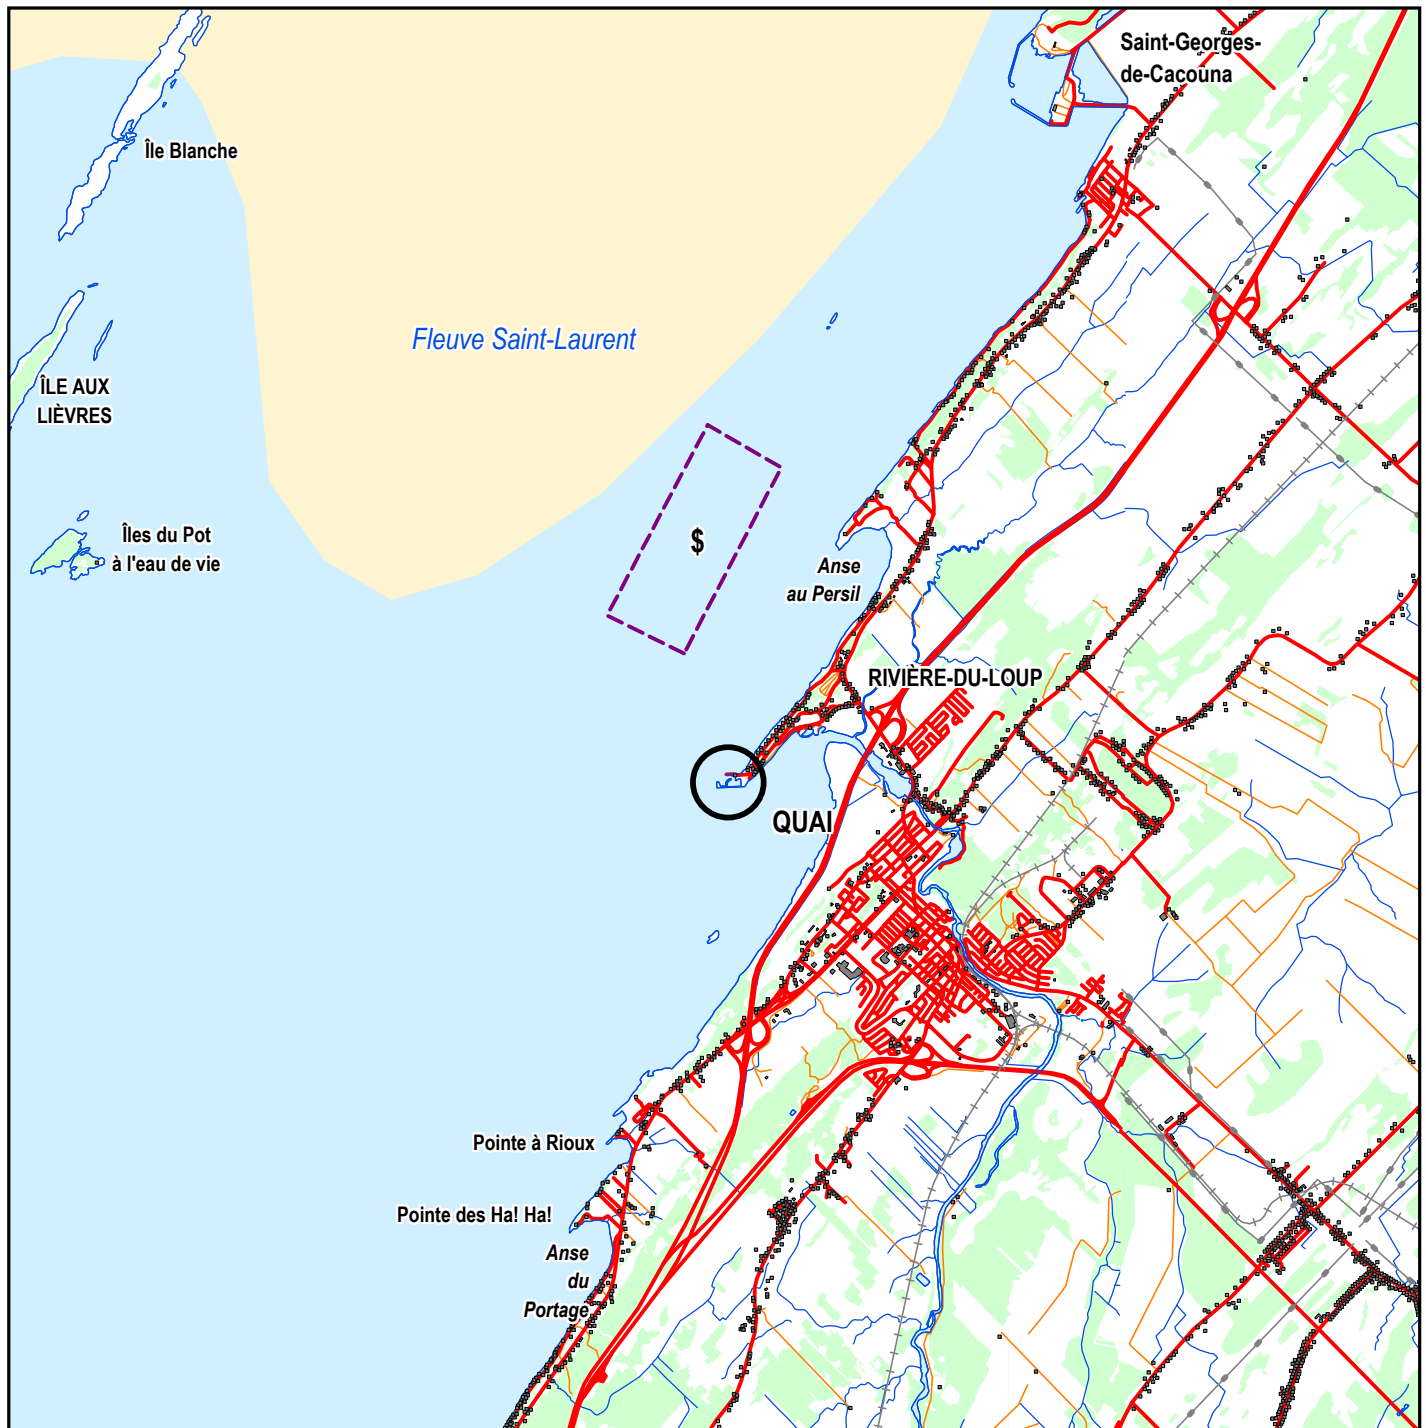 Saint-Georges-
de-Cacouna
Île Blanche
Fleuve Saint-Laurent
ÎLE AUX
LIÈVRES
Îles du Pot
à l'eau de vie
$
Anse
au Persil
RIVIÈRE-DU-LOUP
QUAI
Pointe à Rioux
Pointe des Ha! Ha!
Anse
du
Portage